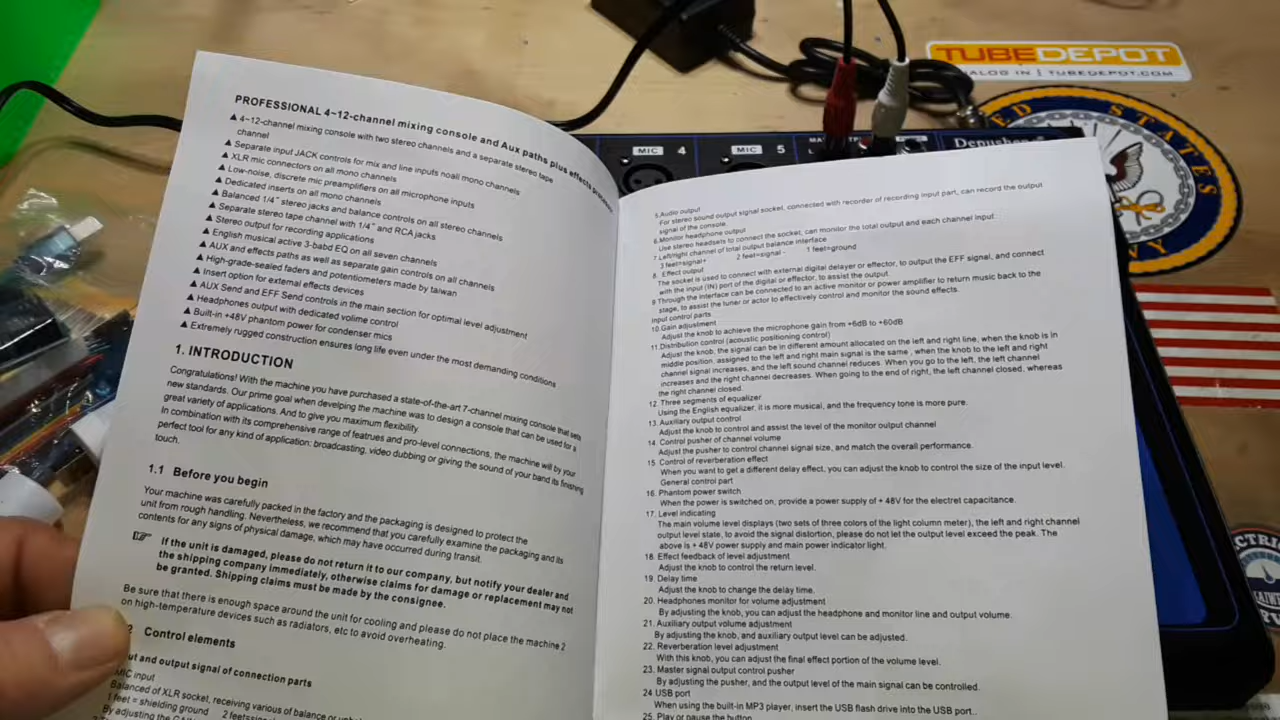 TUBEDEPOT
ALOG IN | TUBEDEPOT.COM
ED STATES
MIC 4
MIC 5
PROFESSIONAL 4~12-channel mixing console and Aux paths plus effects
▲ 4~12-channel mixing console with two stereo channels and a separate stereo tape
channel
▲ Separate input JACK controls for mix and line inputs noall mono channels
▲ XLR mic connectors on all mono channels
▲ Low-noise, discrete mic preamplifiers on all microphone inputs
▲ Dedicated inserts on all mono channels
▲ Balanced 1/4" stereo jacks and balance controls on all stereo channels
▲ Separate stereo tape channel with 1/4" and RCA jacks
▲ Stereo output for recording applications
▲ English musical active 3-babd EQ on all seven channels
▲ AUX and effects paths as well as separate gain controls on all channels
▲ High-grade-sealed faders and potentiometers made by taiwan
▲ Insert option for external effects devices
▲ AUX Send and EFF Send controls in the main section for optimal level adjustment
▲ Headphones output with dedicated volime control
▲ Built-in +48V phantom power for condenser mics
▲ Extremely rugged construction ensures long life even under the most demanding conditions
1. INTRODUCTION
Congratulations! With the machine you have purchased a state-of-the-art 7-channel mixing console that sets
new standards. Our prime goal when develping the machine was to design a console that can be used for a
great variety of applications. And to give you maximum flexibility.
In combination with its comprehensive range of featrues and pro-level connections, the machine will by your
perfect tool for any kind of application: broadcasting, video dubbing or giving the sound of your band its finishing
touch.
1.1 Before you begin
Your machine was carefully packed in the factory and the packaging is designed to protect the
unit from rough handling. Nevertheless, we recommend that you carefully examine the packaging and its
contents for any signs of physical damage, which may have occurred during transit.
If the unit is damaged, please do not return it to our company, but notify your dealer and
the shipping company immediately, otherwise claims for damage or replacement may not
be granted. Shipping claims must be made by the consignee.
Be sure that there is enough space around the unit for cooling and please do not place the machine 2
on high-temperature devices such as radiators, etc to avoid overheating.
2 Control elements
ut and output signal of connection parts
MIC input
Balanced of XLR socket, receiving various of balance or
1 feet = shielding ground 2 feet
By adjusting the
5.Audio output
For stereo sound output signal socket, connected with recorder of recording input part, can record the output
signal of the console.
6.Monitor headphone output
Use stereo headsets to connect the socket, can monitor the total output and each channel input
7.Left/right channel of total output balance interface
3 feet=signal+ 2 feet=signal - 1 feet=ground
8. Effect output
The socket is used to connect with external digital delayer or effector, to output the EFF signal, and connect
with the input (IN) port of the digital or effector, to assist the output.
9 Through the interface can be connected to an active monitor or power amplifier to return music back to the
stage, to assist the tuner or actor to effectively control and monitor the sound effects.
Input control parts
10.Gain adjustment
Adjust the knob to achieve the microphone gain from +6dB to +60dB
11.Distribution control (acoustic positioning control)
Adjust the knob, the signal can be in different amount allocated on the left and right line, when the knob is in
middle position, assigned to the left and right main signal is the same , when the knob to the left and right
channel signal increases, and the left sound channel reduces. When you go to the left, the left channel
increases and the right channel decreases. When going to the end of right, the left channel closed, whereas
the right channel closed.
12. Three segments of equalizer
Using the English equalizer, it is more musical, and the frequency tone is more pure.
13. Auxiliary output control
Adjust the knob to control and assist the level of the monitor output channel
14. Control pusher of channel volume
Adjust the pusher to control channel signal size, and match the overall performance.
15 Control of reverberation effect
When you want to get a different delay effect, you can adjust the knob to control the size of the input level.
General control part
16. Phantom power switch
When the power is switched on, provide a power supply of + 48V for the electret capacitance.
17. Level indicating
The main volume level displays (two sets of three colors of the light column meter), the left and right channel
output level state, to avoid the signal distortion, please do not let the output level exceed the peak. The
above is + 48V power supply and main power indicator light.
18. Effect feedback of level adjustment
Adjust the knob to control the return level.
19. Delay time
Adjust the knob to change the delay time.
20. Headphones monitor for volume adjustment
By adjusting the knob, you can adjust the headphone and monitor line and output volume.
21. Auxiliary output volume adjustment
By adjusting the knob, and auxiliary output level can be adjusted.
22. Reverberation level adjustment
With this knob, you can adjust the final effect portion of the volume level.
23. Master signal output control pusher
By adjusting the pusher, and the output level of the main signal can be controlled.
24 USB port
When using the built-in MP3 player, insert the USB flash drive into the USB port..
25. Play or pause the button